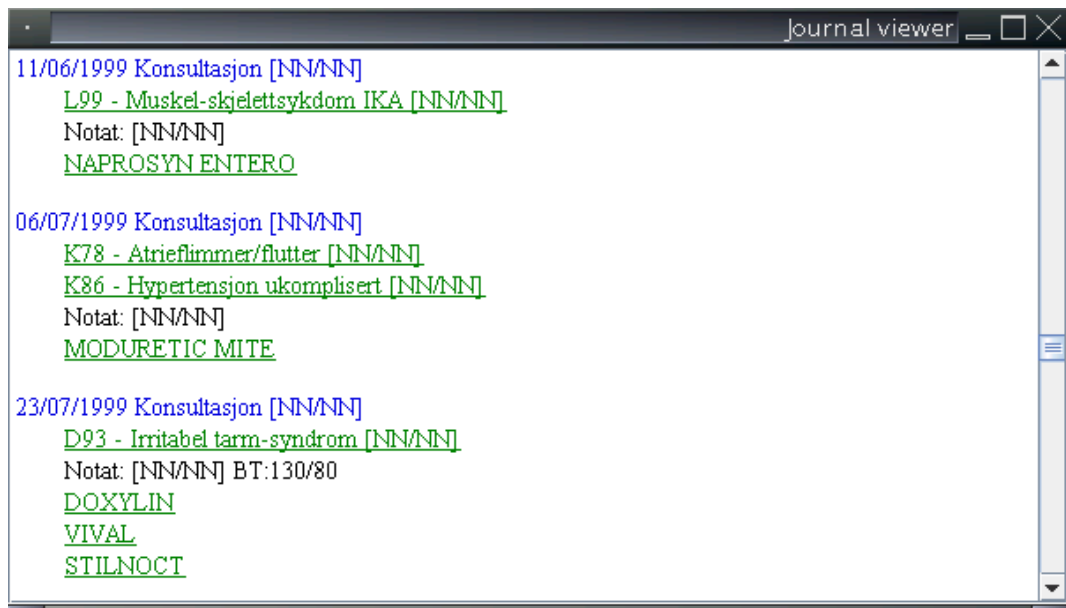 Journal viewer
11/06/1999 Konsultasjon [NN/NN]
L99 - Muskel-skjelettsykdom IKA [NN/NN]
Notat: [NN/NN]
NAPROSYN ENTERO
06/07/1999 Konsultasjon [NN/NN]
K78 - Atrieflimmer/flutter [NN/NN]
K86 - Hypertensjon ukomplisert [NN/NN]
Notat: [NN/NN]
MODURETIC MITE
23/07/1999 Konsultasjon [NN/NN]
D93 - Irritabel tarm-syndrom [NN/NN]
Notat: [NN/NN] BT:130/80
DOXYLIN
VIVAL
STILNOCT